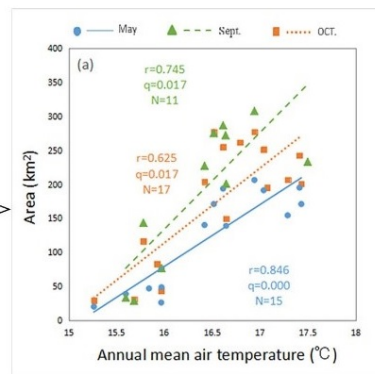 May Sept. OCT.
(a)
r=0.745
q=0.017
N=11
r=0.625
q=0.017
N=17
r=0.846
q=0.000
N=15
400
350
300
250
200
150
100
50
0
Area (km²)
15 15.5 16 16.5 17 17.5 18
Annual mean air temperature (℃)